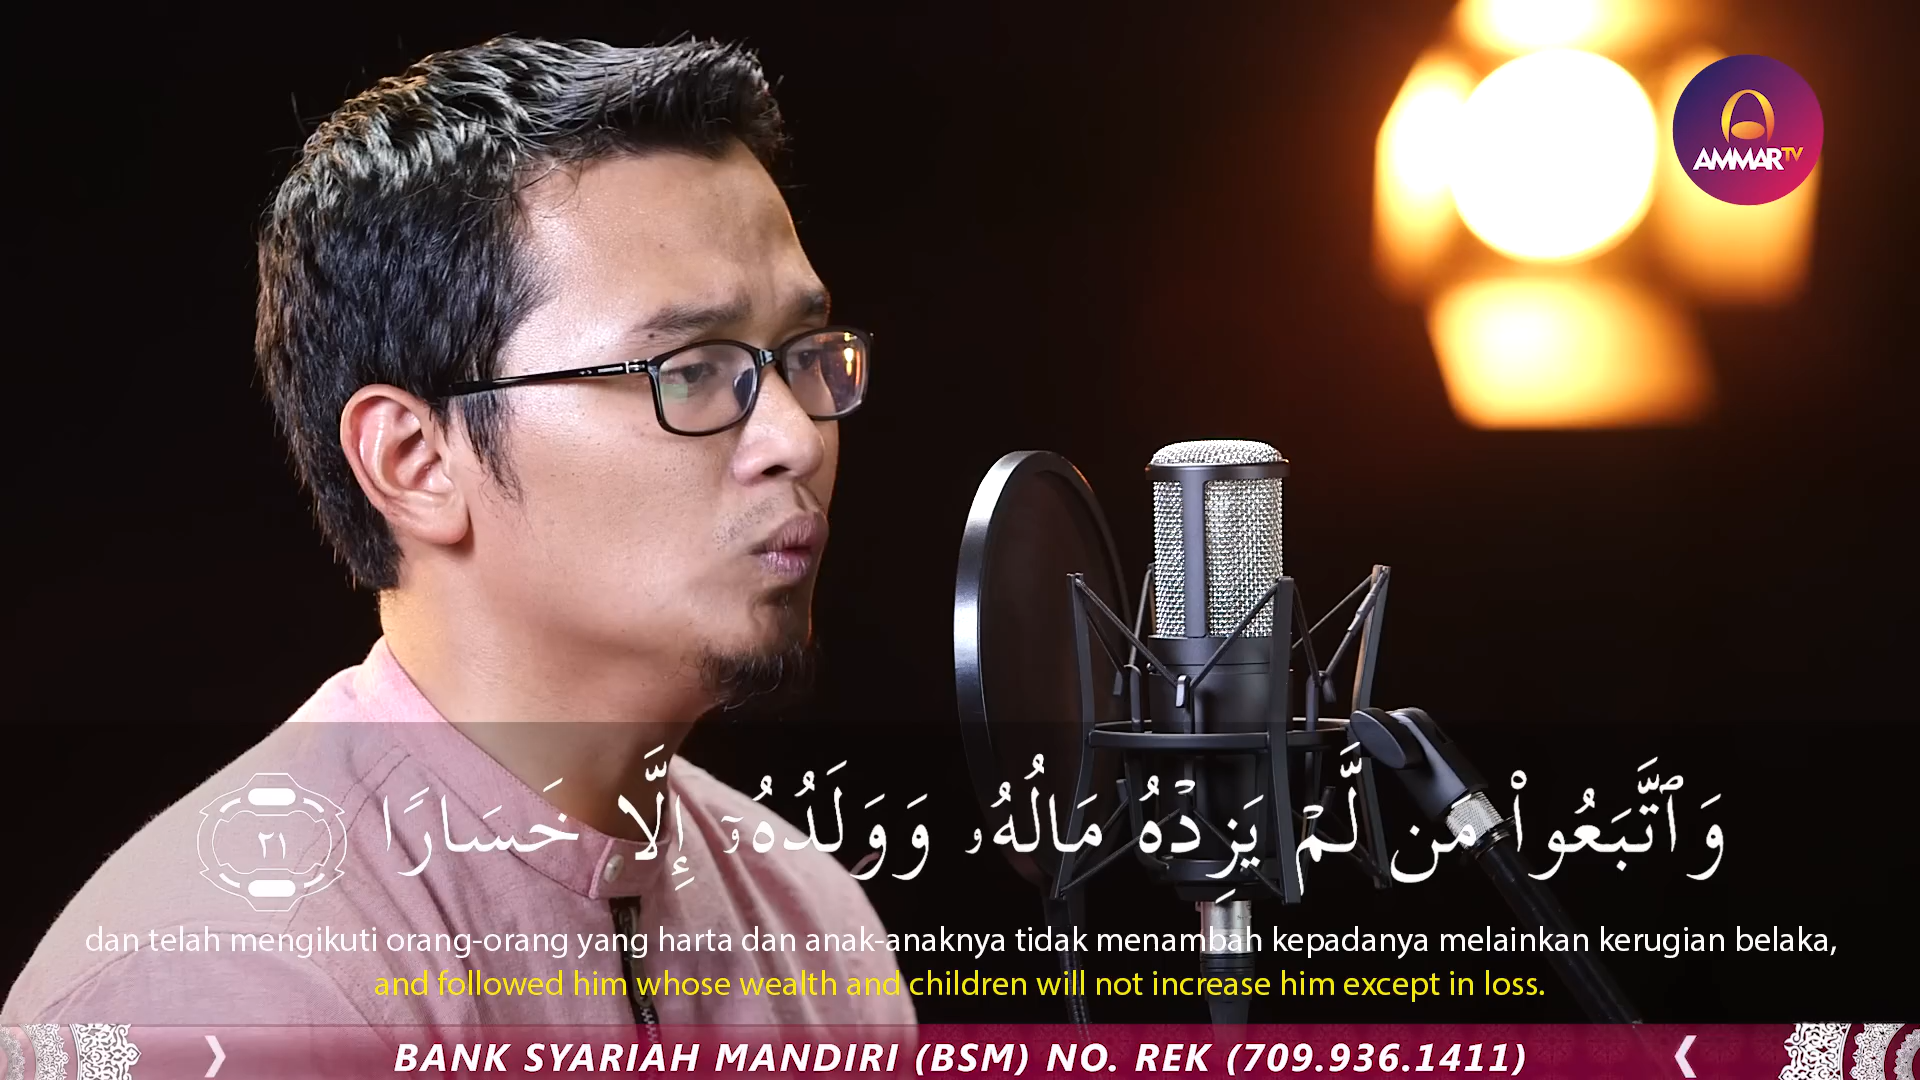 AMMARTV
وَٱتَّبَعُوا۟ مَن لَّمْ يَزِدْهُ مَالُهُۥ وَوَلَدُهُۥٓ إِلَّا خَسَارًا ٢١
dan telah mengikuti orang-orang yang harta dan anak-anaknya tidak menambah kepadanya melainkan kerugian belaka,
and followed him whose wealth and children will not increase him except in loss.
BANK SYARIAH MANDIRI (BSM) NO. REK (709.936.1411)